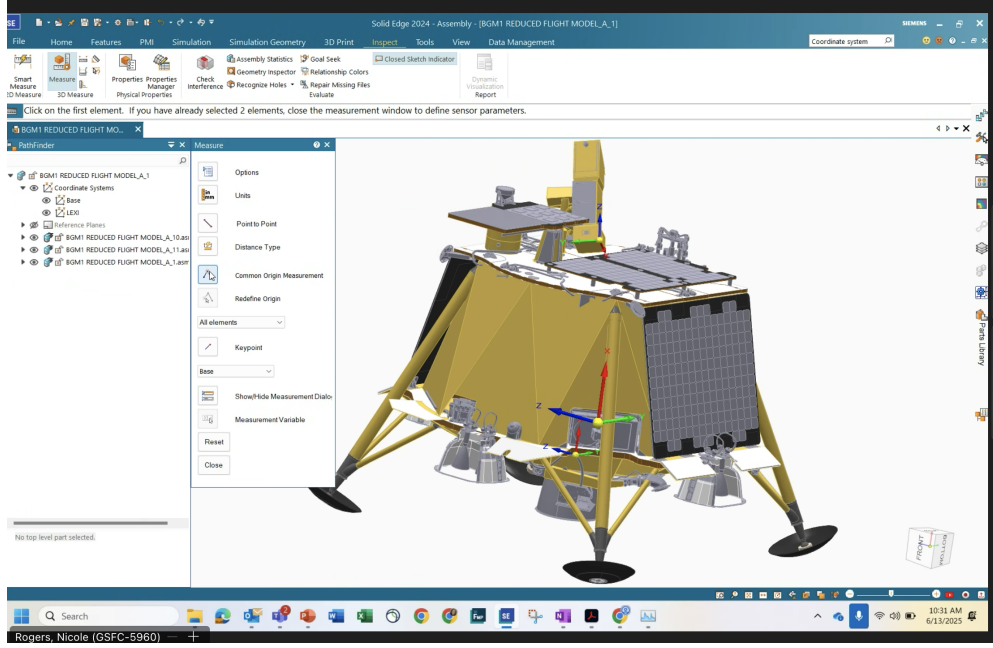 SE
Solid Edge 2024 - Assembly - [BGM1 REDUCED FLIGHT MODEL_A_1]
SIEMENS
File Home Features PMI Simulation Simulation Geometry 3D Print Inspect Tools View Data Management
Coordinate system
Smart Measure
2D Measure
Measure
3D Measure
Properties
Properties Manager
Physical Properties
Check Interference
Assembly Statistics
Geometry Inspector
Recognize Holes
Goal Seek
Relationship Colors
Repair Missing Files
Evaluate
Closed Sketch Indicator
Dynamic Visualization
Report
Click on the first element. If you have already selected 2 elements, close the measurement window to define sensor parameters.
BGM1 REDUCED FLIGHT MO... ×
PathFinder
BGM1 REDUCED FLIGHT MODEL_A_1
Coordinate Systems
Base
LEXI
Reference Planes
BGM1 REDUCED FLIGHT MODEL_A_10.as
BGM1 REDUCED FLIGHT MODEL_A_11.as
BGM1 REDUCED FLIGHT MODEL_A_1.asm
No top level part selected.
Measure
Options
in
mm
Units
Point to Point
Distance Type
Common Origin Measurement
Redefine Origin
All elements
Keypoint
Base
Show/Hide Measurement Dialo
Measurement Variable
Reset
Close
Z
X
Z
Z
FRONT
BOTTOM
Parts Library
Search
SE
10:31 AM
6/13/2025
Rogers, Nicole (GSFC-5960)